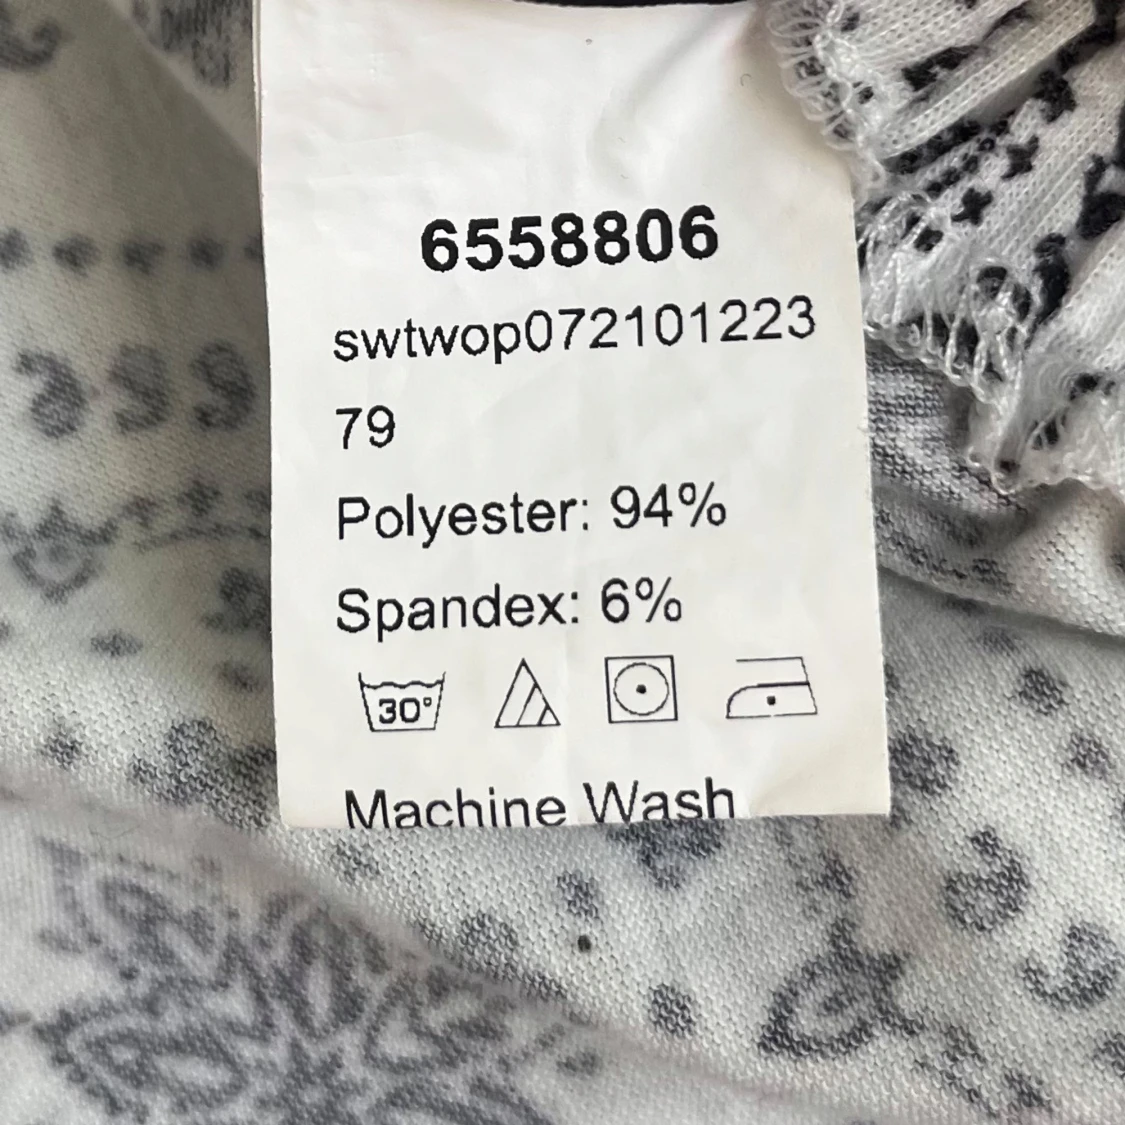 6558806
swtwop072101223
79
Polyester: 94%
Spandex: 6%
30°
Machine Wash